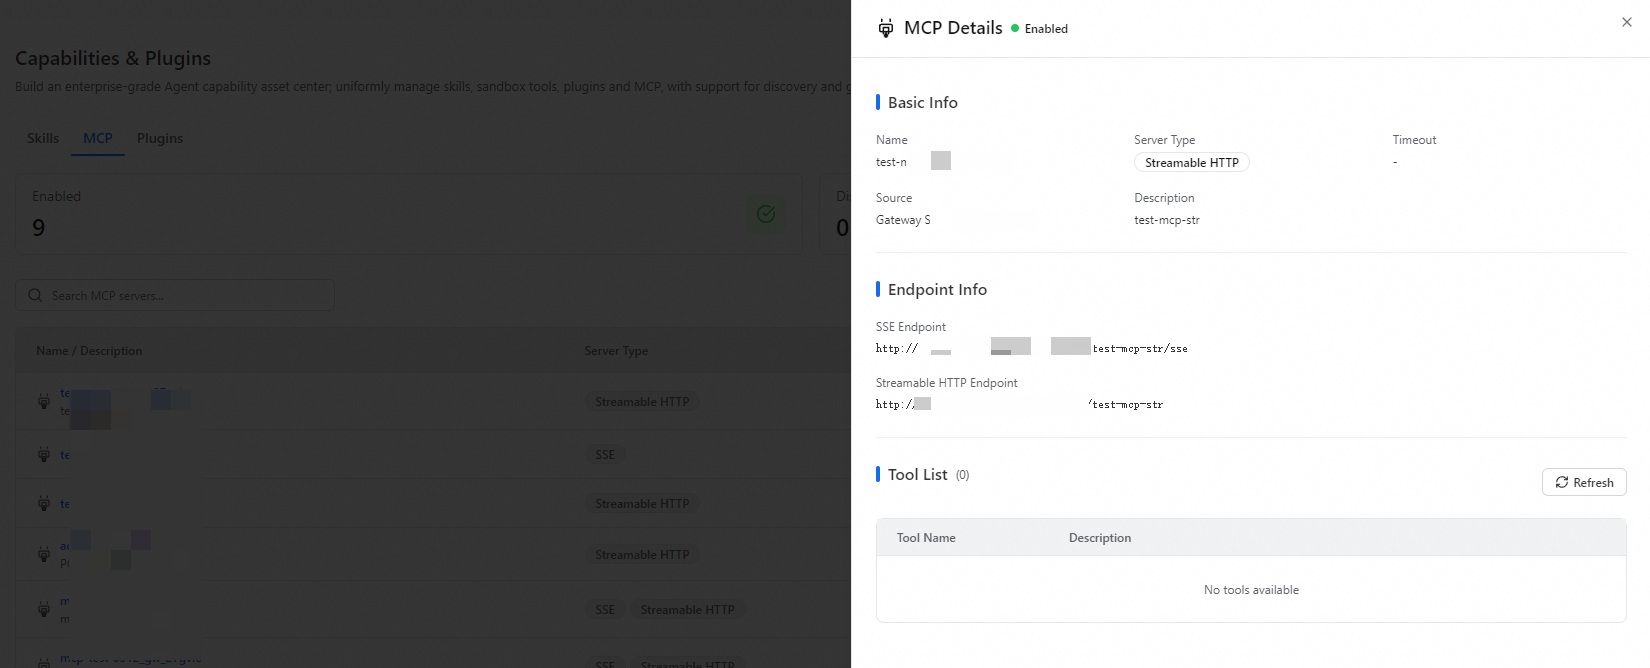 Capabilities & Plugins
Build an enterprise-grade Agent capability asset center; uniformly manage skills, sandbox tools, plugins and MCP, with support for discovery and
Skills MCP Plugins
Enabled
9
0
Search MCP servers...
Name / Description Server Type
Streamable HTTP
SSE
Streamable HTTP
Streamable HTTP
SSE Streamable HTTP
SSE Streamable HTTP
MCP Details Enabled
Basic Info
Name Server Type Timeout
test-n Streamable HTTP -
Source Description
Gateway S test-mcp-str
Endpoint Info
SSE Endpoint
http:// test-mcp-str/sse
Streamable HTTP Endpoint
http:/ /test-mcp-str
Tool List (0)
Refresh
Tool Name Description
No tools available